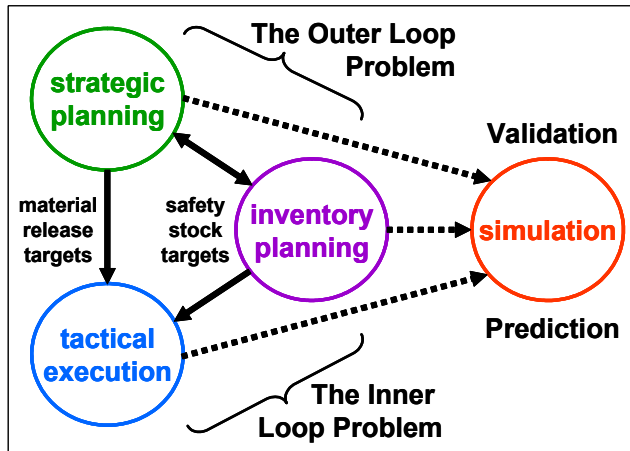 The Outer Loop
Problem
strategic
planning
Validation
material
release
targets
safety
stock
targets
inventory
planning
simulation
tactical
execution
Prediction
The Inner
Loop Problem